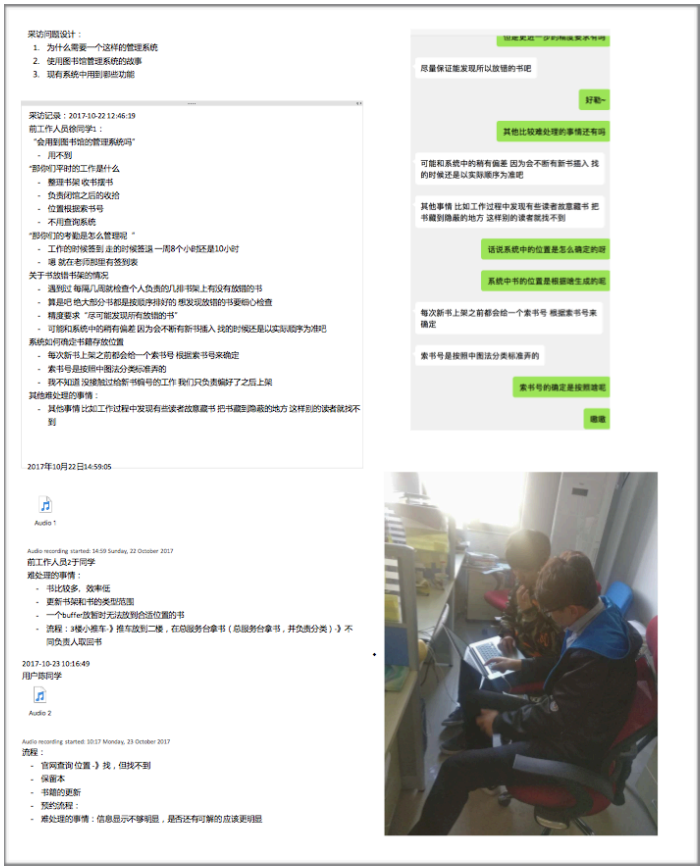 采访问题设计：
1. 为什么需要一个这样的管理系统
2. 使用图书馆管理系统的故事
3. 现有系统中用到哪些功能
采访记录：2017-10-22 12:46:19
前工作人员徐同学1：
“会用到图书馆的管理系统吗”
- 用不到
“那你们平时的工作是什么
- 整理书架 收书摆书
- 负责闭馆之后的收拾
- 位置根据索书号
- 不用查询系统
“那你们的考勤是怎么管理呢 “
- 工作的时候签到 走的时候签退 一周8个小时还是10小时
- 嗯 就在老师那里有签到表
关于书放错书架的情况
- 遇到过 每隔几周就检查个人负责的几排书架上有没有放错的书
- 算是吧 绝大部分书都是按顺序排好的 想发现放错的书要细心检查
- 精度要求“尽可能发现所有放错的书”
- 可能和系统中的稍有偏差 因为会不断有新书插入 找的时候还是以实际顺序为准吧
系统如何确定书籍存放位置
- 每次新书上架之前都会给一个索书号 根据索书号来确定
- 索书号是按照中图法分类标准弄的
- 我不知道 没接触过给新书编号的工作 我们只负责编好了之后上架
其他难处理的事情：
- 其他事情 比如工作过程中发现有些读者故意藏书 把书藏到隐蔽的地方 这样别的读者就找不
到
2017年10月22日14:59:05
Audio 1
Audio recording started: 14:59 Sunday, 22 October 2017
前工作人员2于同学
难处理的事情：
- 书比较多，效率低
- 更新书架和书的类型范围
- 一个buffer放暂时无法放到合适位置的书
- 流程：3楼小推车-》推车放到二楼，在总服务台拿书（总服务台拿书，并负责分类）-》不
同负责人取回书
2017-10-23 10:16:49
用户陈同学
Audio 2
Audio recording started: 10:17 Monday, 23 October 2017
流程：
- 官网查询 位置 -》找，但找不到
- 保留本
- 书籍的更新
- 预约流程：
- 难处理的事情：信息显示不够明显，是否还有可解的 应该更明显
但是更进一步的精度要求有吗
尽量保证能发现所以放错的书吧
好勒~
其他比较难处理的事情还有吗
可能和系统中的稍有偏差 因为会不断有新书插入 找
的时候还是以实际顺序为准吧
其他事情 比如工作过程中发现有些读者故意藏书 把
书藏到隐蔽的地方 这样别的读者就找不到
话说系统中的位置是怎么确定的呀
系统中书的位置是根据啥生成的呢
每次新书上架之前都会给一个索书号 根据索书号来
确定
索书号是按照中图法分类标准弄的
索书号的确定是按照啥呢
嗷嗷